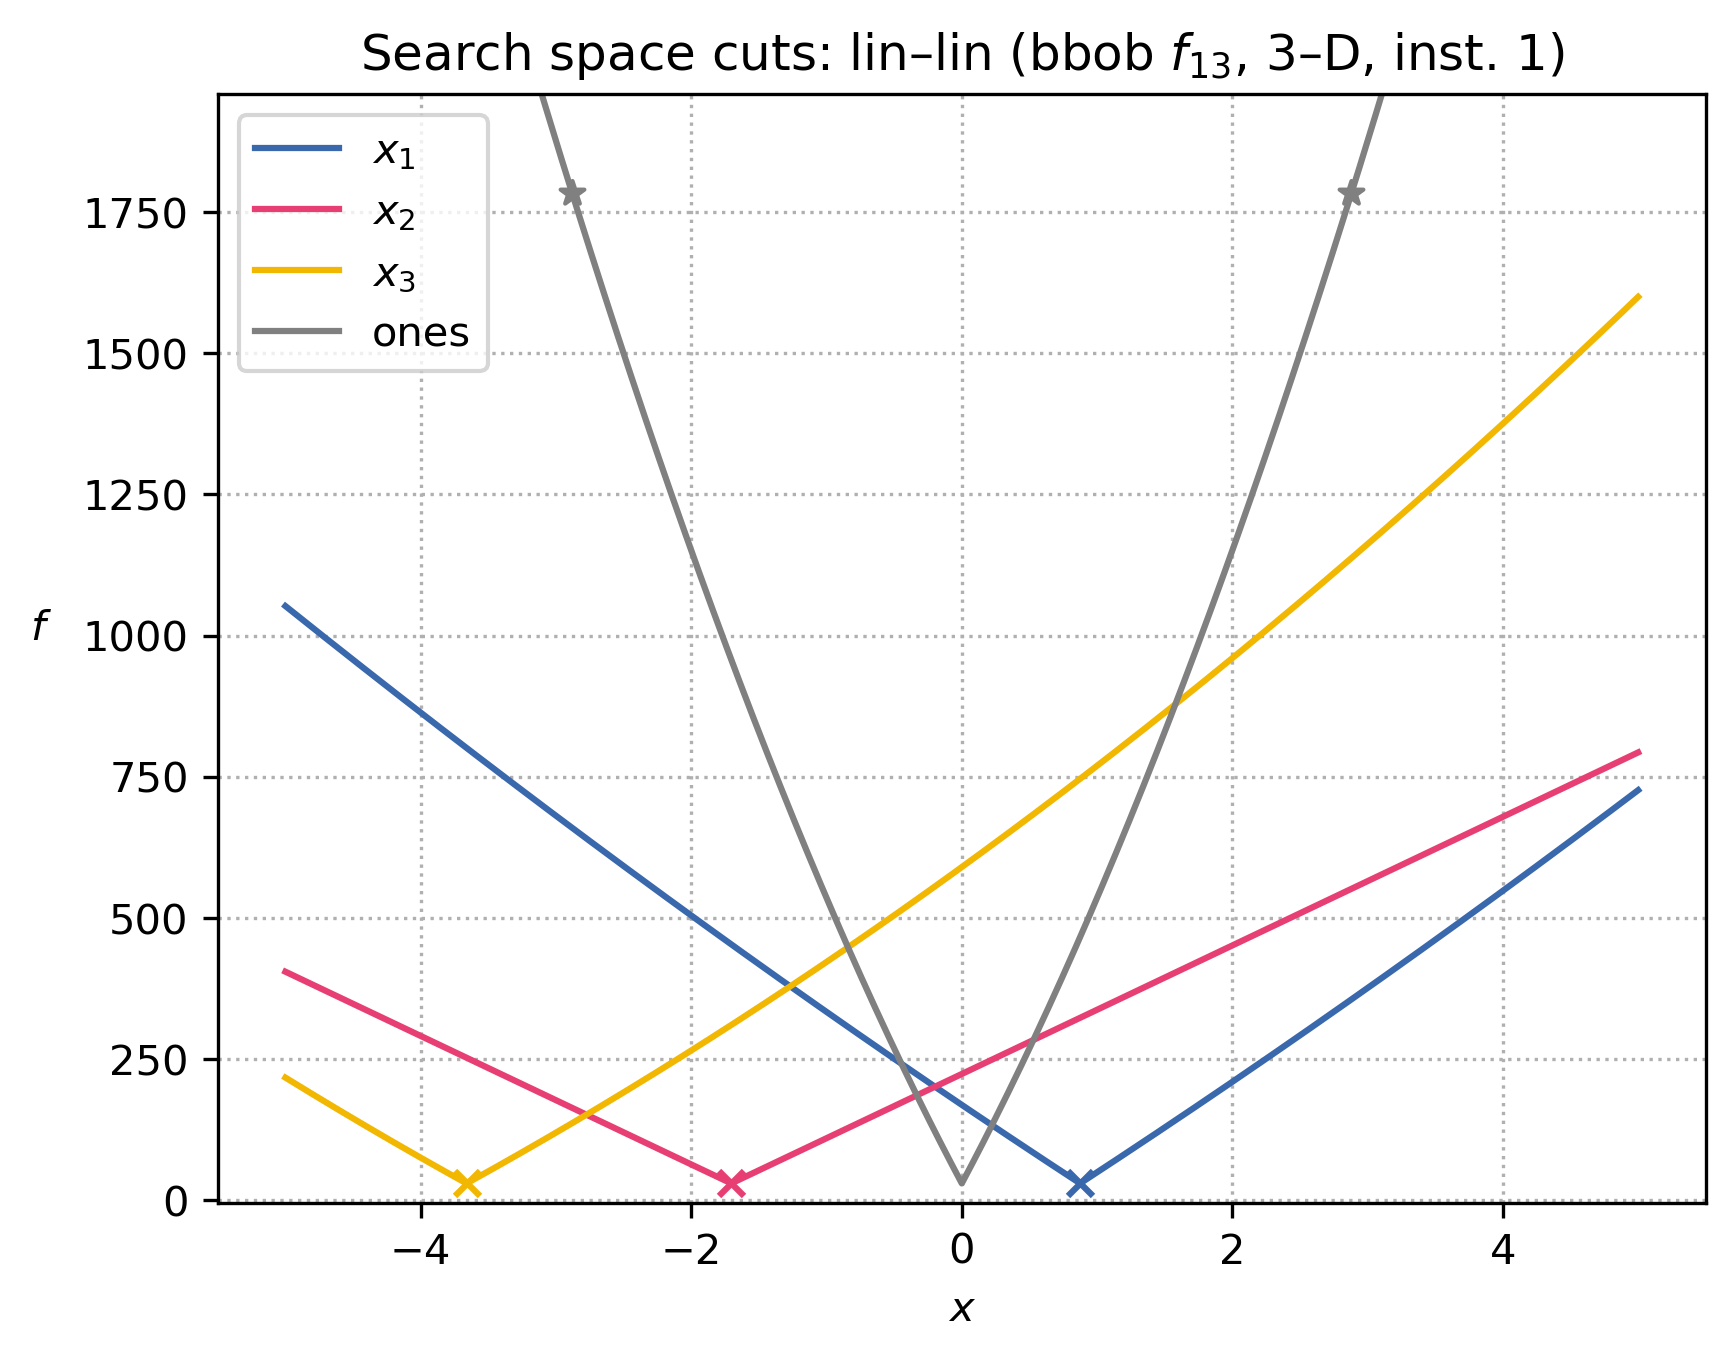 Search space cuts: lin–lin (bbob f₁₃, 3–D, inst. 1)
x₁
x₂
x₃
ones
1750
1500
1250
1000
750
500
250
0
f
−4 −2 0 2 4
x